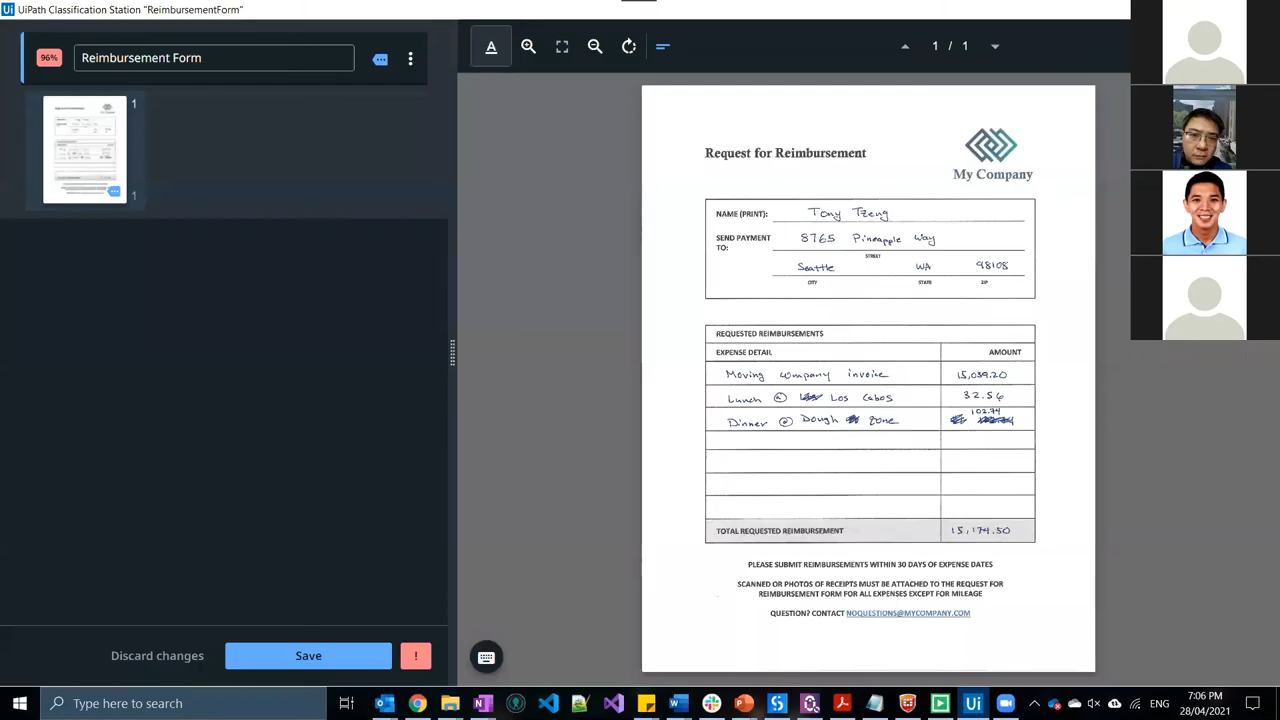 UiPath Classification Station "ReimbursementForm"
96%
Reimbursement Form
1
1
A
1 / 1
Request for Reimbursement
My Company
NAME (PRINT): Tony Tzeng
SEND PAYMENT TO: 8765 Pineapple Way
STREET
Seattle WA 98108
CITY STATE ZIP
REQUESTED REIMBURSEMENTS
EXPENSE DETAIL AMOUNT
Moving company invoice 15,039.20
Lunch @ Los Cabos 32.56
Dinner @ Dough Zone 102.74
TOTAL REQUESTED REIMBURSEMENT 15,174.50
PLEASE SUBMIT REIMBURSEMENTS WITHIN 30 DAYS OF EXPENSE DATES
SCANNED OR PHOTOS OF RECEIPTS MUST BE ATTACHED TO THE REQUEST FOR
REIMBURSEMENT FORM FOR ALL EXPENSES EXCEPT FOR MILEAGE
QUESTION? CONTACT NOQUESTIONS@MYCOMPANY.COM
Discard changes
Save
!
Type here to search
ENG
7:06 PM
28/04/2021